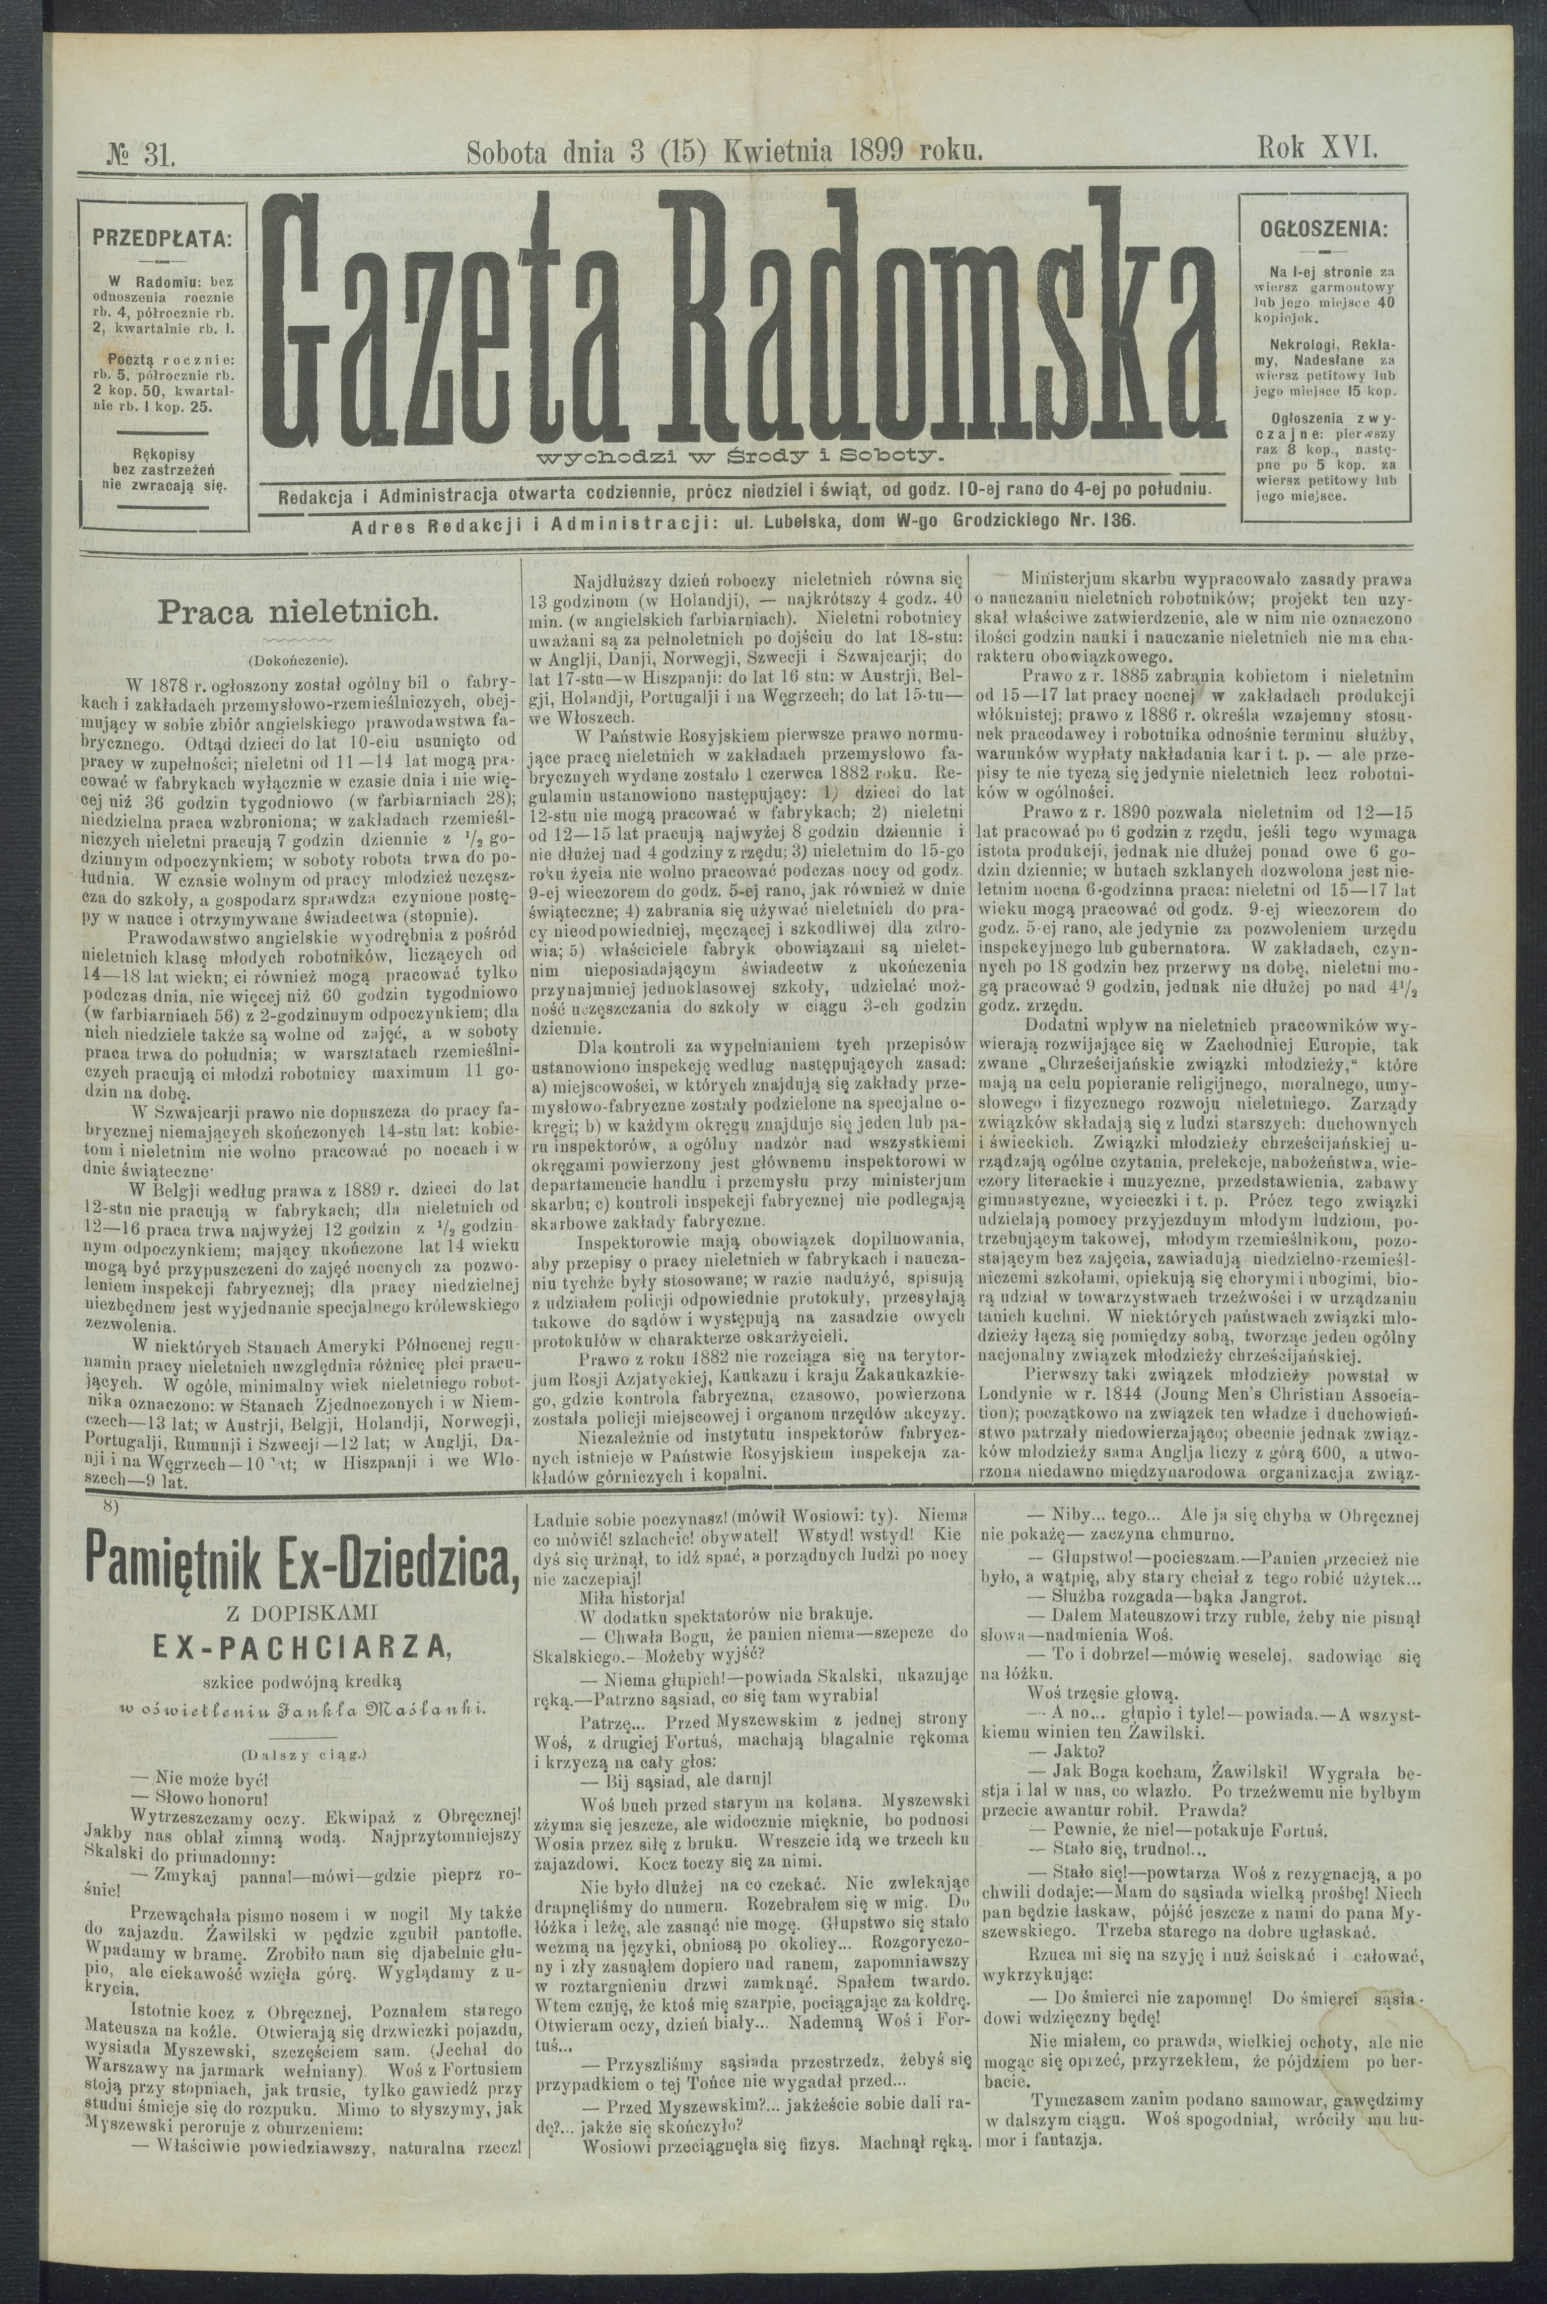 № 31.
Sobota dnia 3 (15) Kwietnia 1899 roku.
Rok XVI.
PRZEDPŁATA:
W Radomiu: bez
odnoszenia rocznie
rb. 4, półrocznie rb.
2, kwartalnie rb. I.
Pocztą rocznie:
rb. 5, półrocznie rb.
2 kop. 50, kwartal-
nie rb. I kop. 25.
Rękopisy
bez zastrzeżeń
nie zwracają się.
Gazeta Radomska
wychodzi w Środy i Soboty.
Redakcja i Administracja otwarta codziennie, prócz niedziel i świąt, od godz. 10-ej rano do 4-ej po południu.
Adres Redakcji i Administracji: ul. Lubelska, dom W-go Grodzickiego Nr. 136.
OGŁOSZENIA:
Na I-ej stronie za
wiersz garmontowy
lub jego miejsce 40
kopiejek.
Nekrologi, Rekla-
my, Nadesłane za
wiersz petitowy lub
jego miejsce 15 kop.
Ogłoszenia zwy-
czajne: pierwszy
raz 8 kop., nastę-
pne po 5 kop. za
wiersz petitowy lub
jego miejsce.
Praca nieletnich.
(Dokończenie).
W 1878 r. ogłoszony został ogólny bil o fabry-
kach i zakładach przemysłowo-rzemieślniczych, obej-
mujący w sobie zbiór angielskiego prawodawstwa fa-
brycznego. Odtąd dzieci do lat 10-ciu usunięto od
pracy w zupełności; nieletni od 11—14 lat mogą pra-
cować w fabrykach wyłącznie w czasie dnia i nie wię-
cej niż 36 godzin tygodniowo (w farbiarniach 28);
niedzielna praca wzbroniona; w zakładach rzemieśl-
niczych nieletni pracują 7 godzin dziennie z 1/2 go-
dzinnym odpoczynkiem; w soboty robota trwa do po-
łudnia. W czasie wolnym od pracy młodzież uczęsz-
cza do szkoły, a gospodarz sprawdza czynione postę-
py w nauce i otrzymywane świadectwa (stopnie).
Prawodawstwo angielskie wyodrębnia z pośród
nieletnich klasę młodych robotników, liczących od
14—18 lat wieku; ci również mogą pracować tylko
podczas dnia, nie więcej niż 60 godzin tygodniowo
(w farbiarniach 56) z 2-godzinnym odpoczynkiem; dla
nich niedziele także są wolne od zajęć, a w soboty
praca trwa do południa; w warsztatach rzemieślni-
czych pracują ci młodzi robotnicy maximum 11 go-
dzin na dobę.
W Szwajcarji prawo nie dopuszcza do pracy fa-
brycznej niemających skończonych 14-stu lat: kobie-
tom i nieletnim nie wolno pracować po nocach i w
dnie świąteczne·
W Belgji według prawa z 1889 r. dzieci do lat
12-stu nie pracują w fabrykach; dla nieletnich od
12—16 praca trwa najwyżej 12 godzin z 1/2 godzin-
nym odpoczynkiem; mający ukończone lat 14 wieku
mogą być przypuszczeni do zajęć nocnych za pozwo-
leniem inspekcji fabrycznej; dla pracy niedzielnej
niezbędnem jest wyjednanie specjalnego królewskiego
zezwolenia.
W niektórych Stanach Ameryki Północnej regu-
namin pracy nieletnich uwzględnia różnicę płci pracu-
jących. W ogóle, minimalny wiek nieletniego robot-
nika oznaczono: w Stanach Zjednoczonych i w Niem-
czech—13 lat; w Austrji, Belgji, Holandji, Norwegji,
Portugalji, Rumunji i Szwecji—12 lat; w Anglji, Da-
nji i na Węgrzech—10 lat; w Hiszpanji i we Wło-
szech—9 lat.
Najdłuższy dzień roboczy nieletnich równa się
13 godzinom (w Holandji), — najkrótszy 4 godz. 40
min. (w angielskich farbiarniach). Nieletni robotnicy
uważani są za pełnoletnich po dojściu do lat 18-stu:
w Anglji, Danji, Norwegji, Szwecji i Szwajcarji; do
lat 17-stu—w Hiszpanji: do lat 16 stu: w Austrji, Bel-
gji, Holandji, Portugalji i na Węgrzech; do lat 15-tu—
we Włoszech.
W Państwie Rosyjskiem pierwsze prawo normu-
jące pracę nieletnich w zakładach przemysłowo fa-
brycznych wydane zostało 1 czerwca 1882 roku. Re-
gulamin ustanowiono następujący: 1) dzieci do lat
12-stu nie mogą pracować w fabrykach; 2) nieletni
od 12—15 lat pracują najwyżej 8 godzin dziennie i
nie dłużej nad 4 godziny z rzędu; 3) nieletnim do 15-go
roku życia nie wolno pracować podczas nocy od godz.
9-ej wieczorem do godz. 5-ej rano, jak również w dnie
świąteczne; 4) zabrania się używać nieletnich do pra-
cy nieodpowiedniej, męczącej i szkodliwej dla zdro-
wia; 5) właściciele fabryk obowiązani są nielet-
nim nieposiadającym świadectw z ukończenia
przynajmniej jednoklasowej szkoły, udzielać moż-
ność uczęszczania do szkoły w ciągu 3-ch godzin
dziennie.
Dla kontroli za wypełnianiem tych przepisów
ustanowiono inspekcję według następujących zasad:
a) miejscowości, w których znajdują się zakłady prze-
mysłowo-fabryczne zostały podzielone na specjalne o-
kręgi; b) w każdym okręgu znajduje się jeden lub pa-
ru inspektorów, a ogólny nadzór nad wszystkiemi
okręgami powierzony jest głównemu inspektorowi w
departamencie handlu i przemysłu przy ministerjum
skarbu; c) kontroli inspekcji fabrycznej nie podlegają
skarbowe zakłady fabryczne.
Inspektorowie mają obowiązek dopilnowania,
aby przepisy o pracy nieletnich w fabrykach i naucza-
niu tychże były stosowane; w razie nadużyć, spisują
z udziałem policji odpowiednie protokuły, przesyłają
takowe do sądów i występują na zasadzie owych
protokułów w charakterze oskarżycieli.
Prawo z roku 1882 nie rozciąga się na terytor-
jum Rosji Azjatyckiej, Kaukazu i kraju Zakaukazkie-
go, gdzie kontrola fabryczna, czasowo, powierzona
została policji miejscowej i organom urzędów akcyzy.
Niezależnie od instytutu inspektorów fabrycz-
nych istnieje w Państwie Rosyjskiem inspekcja za-
kładów górniczych i kopalni.
Ministerjum skarbu wypracowało zasady prawa
o nauczaniu nieletnich robotników; projekt ten uzy-
skał właściwe zatwierdzenie, ale w nim nie oznaczono
ilości godzin nauki i nauczanie nieletnich nie ma cha-
rakteru obowiązkowego.
Prawo z r. 1885 zabrania kobietom i nieletnim
od 15—17 lat pracy nocnej w zakładach produkcji
włóknistej; prawo z 1886 r. określa wzajemny stosu-
nek pracodawcy i robotnika odnośnie terminu służby,
warunków wypłaty nakładania kar i t. p. — ale prze-
pisy te nie tyczą się jedynie nieletnich lecz robotni-
ków w ogólności.
Prawo z r. 1890 pozwala nieletnim od 12—15
lat pracować po 6 godzin z rzędu, jeśli tego wymaga
istota produkcji, jednak nie dłużej ponad owe 6 go-
dzin dziennie; w hutach szklanych dozwolona jest nie-
letnim nocna 6-godzinna praca: nieletni od 15—17 lat
wieku mogą pracować od godz. 9-ej wieczorem do
godz. 5-ej rano, ale jedynie za pozwoleniem urzędu
inspekcyjnego lub gubernatora. W zakładach, czyn-
nych po 18 godzin bez przerwy na dobę, nieletni mo-
gą pracować 9 godzin, jednak nie dłużej po nad 4 1/2
godz. zrzędu.
Dodatni wpływ na nieletnich pracowników wy-
wierają rozwijające się w Zachodniej Europie, tak
zwane „Chrześcijańskie związki młodzieży,“ które
mają na celu popieranie religijnego, moralnego, umy-
słowego i fizycznego rozwoju nieletniego. Zarządy
związków składają się z ludzi starszych: duchownych
i świeckich. Związki młodzieży chrześcijańskiej u-
rządzają ogólne czytania, prelekcje, nabożeństwa, wie-
czory literackie i muzyczne, przedstawienia, zabawy
gimnastyczne, wycieczki i t. p. Prócz tego związki
udzielają pomocy przyjezdnym młodym ludziom, po-
trzebującym takowej, młodym rzemieślnikom, pozo-
stającym bez zajęcia, zawiadują niedzielno-rzemieśl-
niczemi szkołami, opiekują się chorymi i ubogimi, bio-
rą udział w towarzystwach trzeźwości i w urządzaniu
tanich kuchni. W niektórych państwach związki mło-
dzieży łączą się pomiędzy sobą, tworząc jeden ogólny
nacjonalny związek młodzieży chrześcijańskiej.
Pierwszy taki związek młodzieży powstał w
Londynie w r. 1844 (Joung Men's Christian Associa-
tion); początkowo na związek ten władze i duchowień-
stwo patrzały niedowierzająco; obecnie jednak związ-
ków młodzieży sama Anglja liczy z górą 600, a utwo-
rzona niedawno międzynarodowa organizacja związ-
8)
Pamiętnik Ex-Dziedzica,
Z DOPISKAMI
EX-PACHCIARZA,
szkice podwójną kredką
w oświetleniu Jankla Maślanki.
(Dalszy ciąg.)
— Nie może być!
— Słowo honoru!
Wytrzeszczamy oczy. Ekwipaż z Obręcznej!
Jakby nas oblał zimną wodą. Najprzytomniejszy
Skalski do primadonny:
— Zmykaj panna!—mówi—gdzie pieprz ro-
śnie!
Przewąchała pismo nosem i w nogi! My także
do zajazdu. Żawilski w pędzie zgubił pantofle.
Wpadamy w bramę. Zrobiło nam się djabelnie głu-
pio, ale ciekawość wzięła górę. Wyglądamy z u-
krycia.
Istotnie kocz z Obręcznej. Poznałem starego
Mateusza na koźle. Otwierają się drzwiczki pojazdu,
wysiada Myszewski, szczęściem sam. (Jechał do
Warszawy na jarmark wełniany) Woś z Fortusiem
stoją przy stopniach, jak trusie, tylko gawiedź przy
studni śmieje się do rozpuku. Mimo to słyszymy, jak
Myszewski peroruje z oburzeniem:
— Właściwie powiedziawszy, naturalna rzecz!
Ładnie sobie poczynasz! (mówił Wosiowi: ty). Niema
co mówić! szlachcic! obywatel! Wstyd! wstyd! Kie
dyś się urżnął, to idź spać, a porządnych ludzi po nocy
nie zaczepiaj!
Miła historja!
W dodatku spektatorów nie brakuje.
— Chwała Bogu, że panien niema—szepcze do
Skalskiego.—Możeby wyjść?
— Niema głupich!—powiada Skalski, ukazując
ręką.—Patrzno sąsiad, co się tam wyrabia!
Patrzę... Przed Myszewskim z jednej strony
Woś, z drugiej Fortuś, machają błagalnie rękoma
i krzyczą na cały głos:
— Bij sąsiad, ale daruj!
Woś buch przed starym na kolana. Myszewski
zżyma się jeszcze, ale widocznie mięknie, bo podnosi
Wosia przez siłę z bruku. Wreszcie idą we trzech ku
zajazdowi. Kocz toczy się za nimi.
Nie było dłużej na co czekać. Nic zwlekając
drapnęliśmy do numeru. Rozebrałem się w mig. Do
łóżka i leżę, ale zasnąć nie mogę. Głupstwo się stało
wezmą na języki, obniosą po okolicy... Rozgoryczo-
ny i zły zasnąłem dopiero nad ranem, zapomniawszy
w roztargnieniu drzwi zamknąć. Spałem twardo.
Wtem czuję, że ktoś mię szarpie, pociągając za kołdrę.
Otwieram oczy, dzień biały... Nademną Woś i For-
tuś...
— Przyszliśmy sąsiada przestrzedz, żebyś się
przypadkiem o tej Tońce nie wygadał przed...
— Przed Myszewskim?... jakżeście sobie dali ra-
dę?... jakże się skończyło?
Wosiowi przeciągnęła się fizys. Machnął ręką.
— Niby... tego... Ale ja się chyba w Obręcznej
nie pokażę— zaczyna chmurno.
— Głupstwo!—pocieszam.—Panien przecież nie
było, a wątpię, aby stary chciał z tego robić użytek...
— Służba rozgada—bąka Jangrot.
— Dałem Mateuszowi trzy ruble, żeby nie pisnął
słowa—nadmienia Woś.
— To i dobrze!—mówię weselej, sadowiąc się
na łóżku.
Woś trzęsie głową.
— A no... głupio i tyle!—powiada.—A wszyst-
kiemu winien ten Żawilski.
— Jakto?
— Jak Boga kocham, Żawilski! Wygrała be-
stja i lał w nas, co wlazło. Po trzeźwemu nie byłbym
przecie awantur robił. Prawda?
— Pewnie, że nie!—potakuje Fortuś.
— Stało się, trudno!...
— Stało się!—powtarza Woś z rezygnacją, a po
chwili dodaje:—Mam do sąsiada wielką prośbę! Niech
pan będzie łaskaw, pójść jeszcze z nami do pana My-
szewskiego. Trzeba starego na dobre ugłaskać.
Rzuca mi się na szyję i nuż ściskać i całować,
wykrzykując:
— Do śmierci nie zapomnę! Do śmierci sąsia-
dowi wdzięczny będę!
Nie miałem, co prawda, wielkiej ochoty, ale nie
mogąc się oprzeć, przyrzekłem, że pójdziem po her-
bacie.
Tymczasem zanim podano samowar, gawędzimy
w dalszym ciągu. Woś spogodniał, wróciły mu hu-
mor i fantazja.